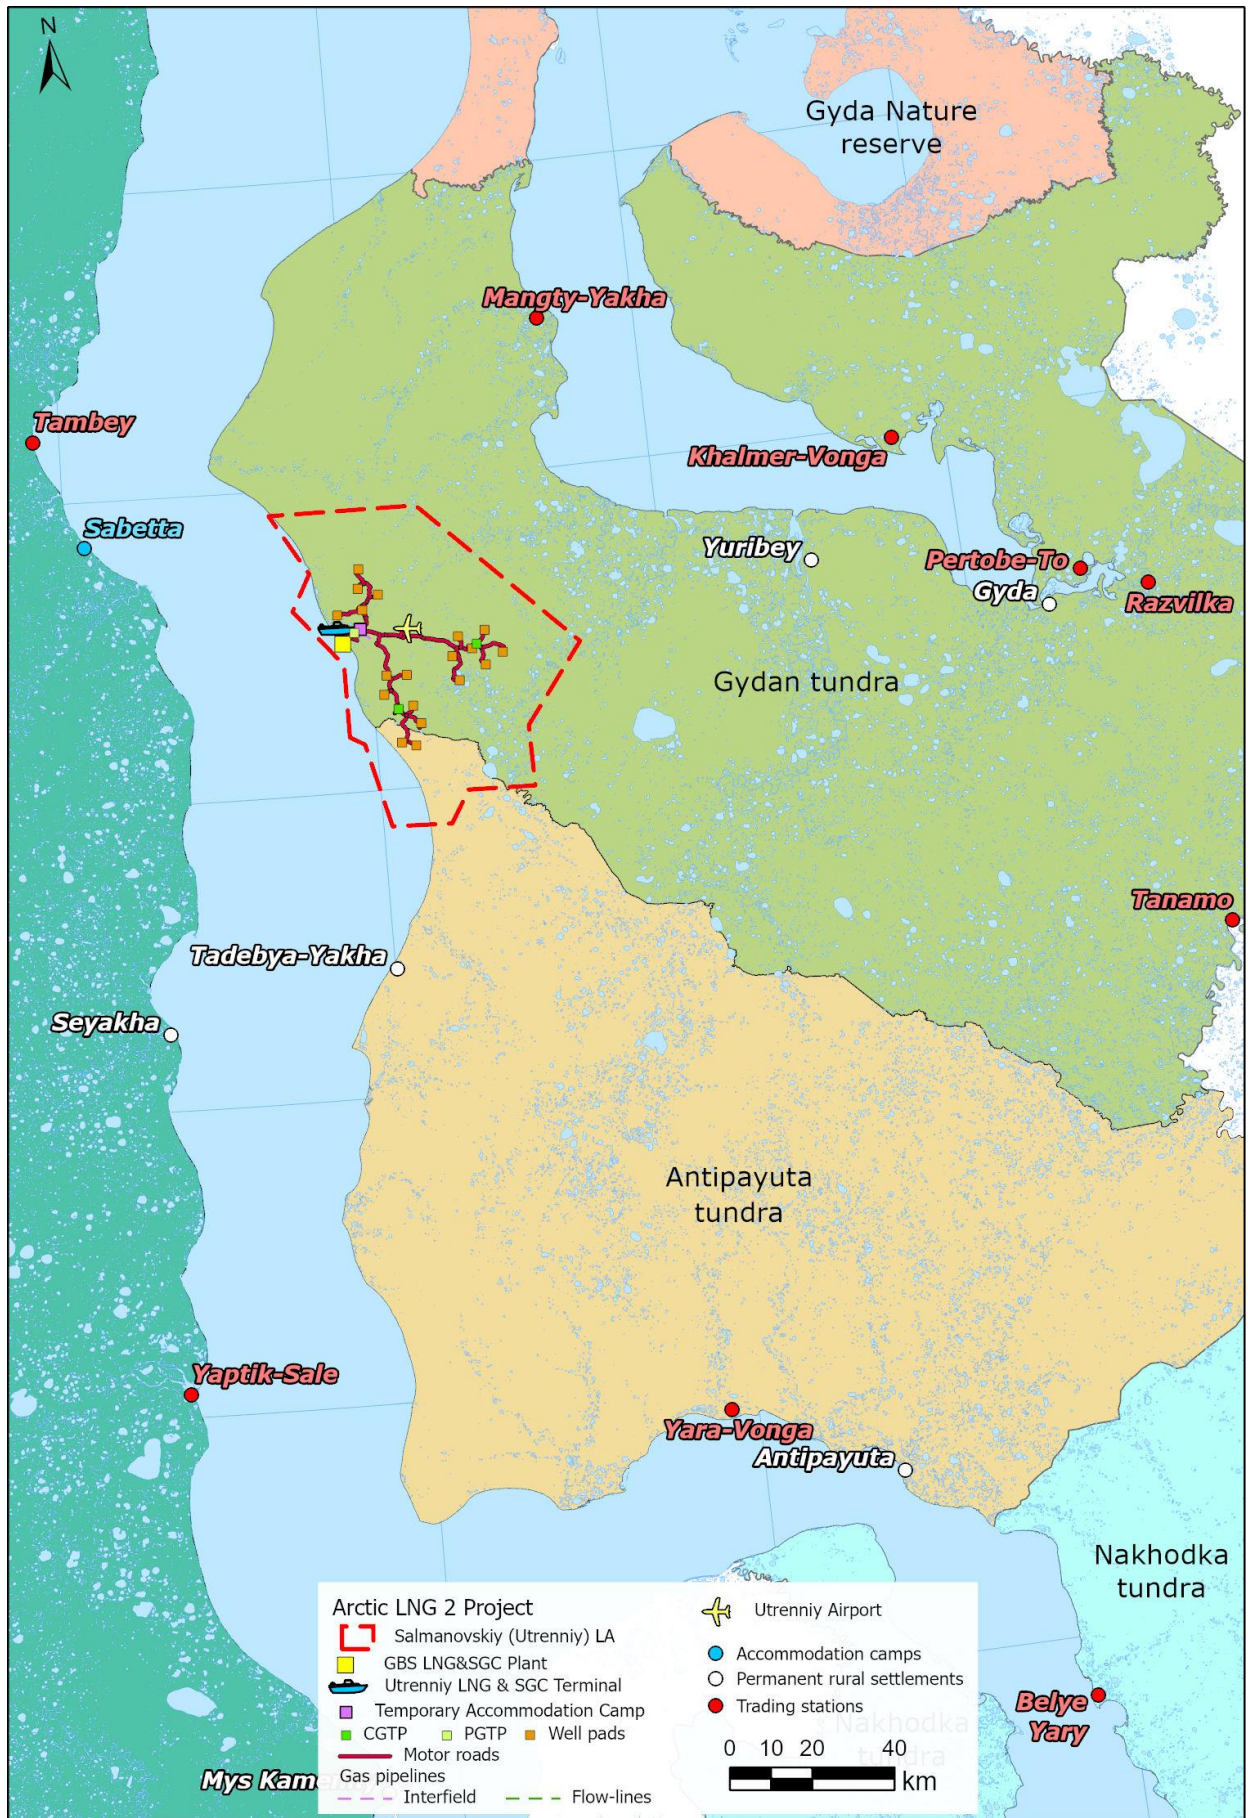 N
Gyda Nature
reserve
Mangty-Yakha
Tambey
Khalmer-Vonga
Sabetta
Yuribey
Pertobe-To
Gyda
Razvilka
Gydan tundra
Tanamo
Tadebya-Yakha
Seyakha
Antipayuta
tundra
Yaptik-Sale
Yara-Vonga
Antipayuta
Nakhodka
tundra
Belye
Yary
Nakhodka
tundra
Arctic LNG 2 Project
Salmanovskiy (Utrenniy) LA
GBS LNG&SGC Plant
Utrenniy LNG & SGC Terminal
Temporary Accommodation Camp
CGTP PGTP Well pads
Motor roads
Gas pipelines
Interfield Flow-lines
Utrenniy Airport
Accommodation camps
Permanent rural settlements
Trading stations
0 10 20 40
km
Mys